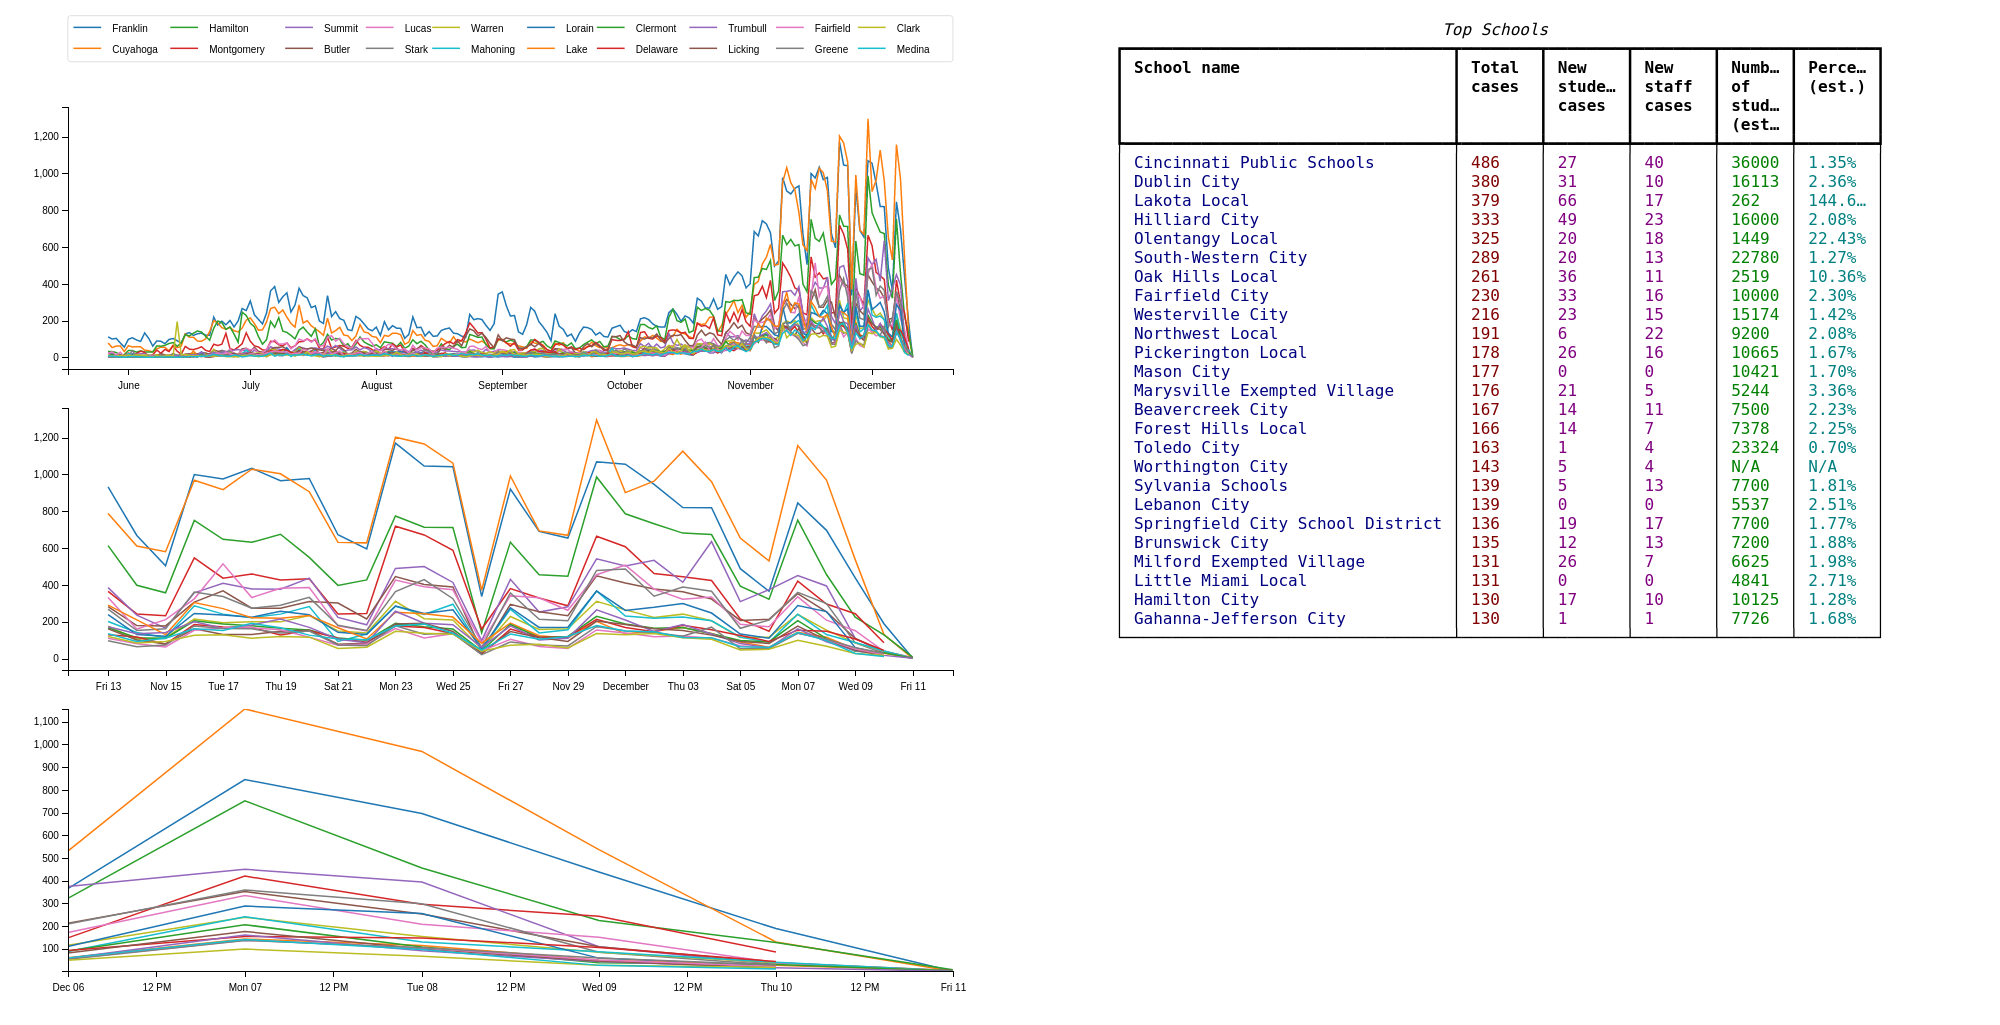 Franklin Hamilton Summit Lucas Warren Lorain Clermont Trumbull Fairfield Clark
Cuyahoga Montgomery Butler Stark Mahoning Lake Delaware Licking Greene Medina
1,200
1,000
800
600
400
200
0
June July August September October November December
1,200
1,000
800
600
400
200
0
Fri 13 Nov 15 Tue 17 Thu 19 Sat 21 Mon 23 Wed 25 Fri 27 Nov 29 December Thu 03 Sat 05 Mon 07 Wed 09 Fri 11
1,100
1,000
900
800
700
600
500
400
300
200
100
Dec 06 12 PM Mon 07 12 PM Tue 08 12 PM Wed 09 12 PM Thu 10 12 PM Fri 11
Top Schools
School name Total New New Numb… Perce…
cases stude… staff of (est.)
cases cases stud…
(est…
Cincinnati Public Schools 486 27 40 36000 1.35%
Dublin City 380 31 10 16113 2.36%
Lakota Local 379 66 17 262 144.6…
Hilliard City 333 49 23 16000 2.08%
Olentangy Local 325 20 18 1449 22.43%
South-Western City 289 20 13 22780 1.27%
Oak Hills Local 261 36 11 2519 10.36%
Fairfield City 230 33 16 10000 2.30%
Westerville City 216 23 15 15174 1.42%
Northwest Local 191 6 22 9200 2.08%
Pickerington Local 178 26 16 10665 1.67%
Mason City 177 0 0 10421 1.70%
Marysville Exempted Village 176 21 5 5244 3.36%
Beavercreek City 167 14 11 7500 2.23%
Forest Hills Local 166 14 7 7378 2.25%
Toledo City 163 1 4 23324 0.70%
Worthington City 143 5 4 N/A N/A
Sylvania Schools 139 5 13 7700 1.81%
Lebanon City 139 0 0 5537 2.51%
Springfield City School District 136 19 17 7700 1.77%
Brunswick City 135 12 13 7200 1.88%
Milford Exempted Village 131 26 7 6625 1.98%
Little Miami Local 131 0 0 4841 2.71%
Hamilton City 130 17 10 10125 1.28%
Gahanna-Jefferson City 130 1 1 7726 1.68%